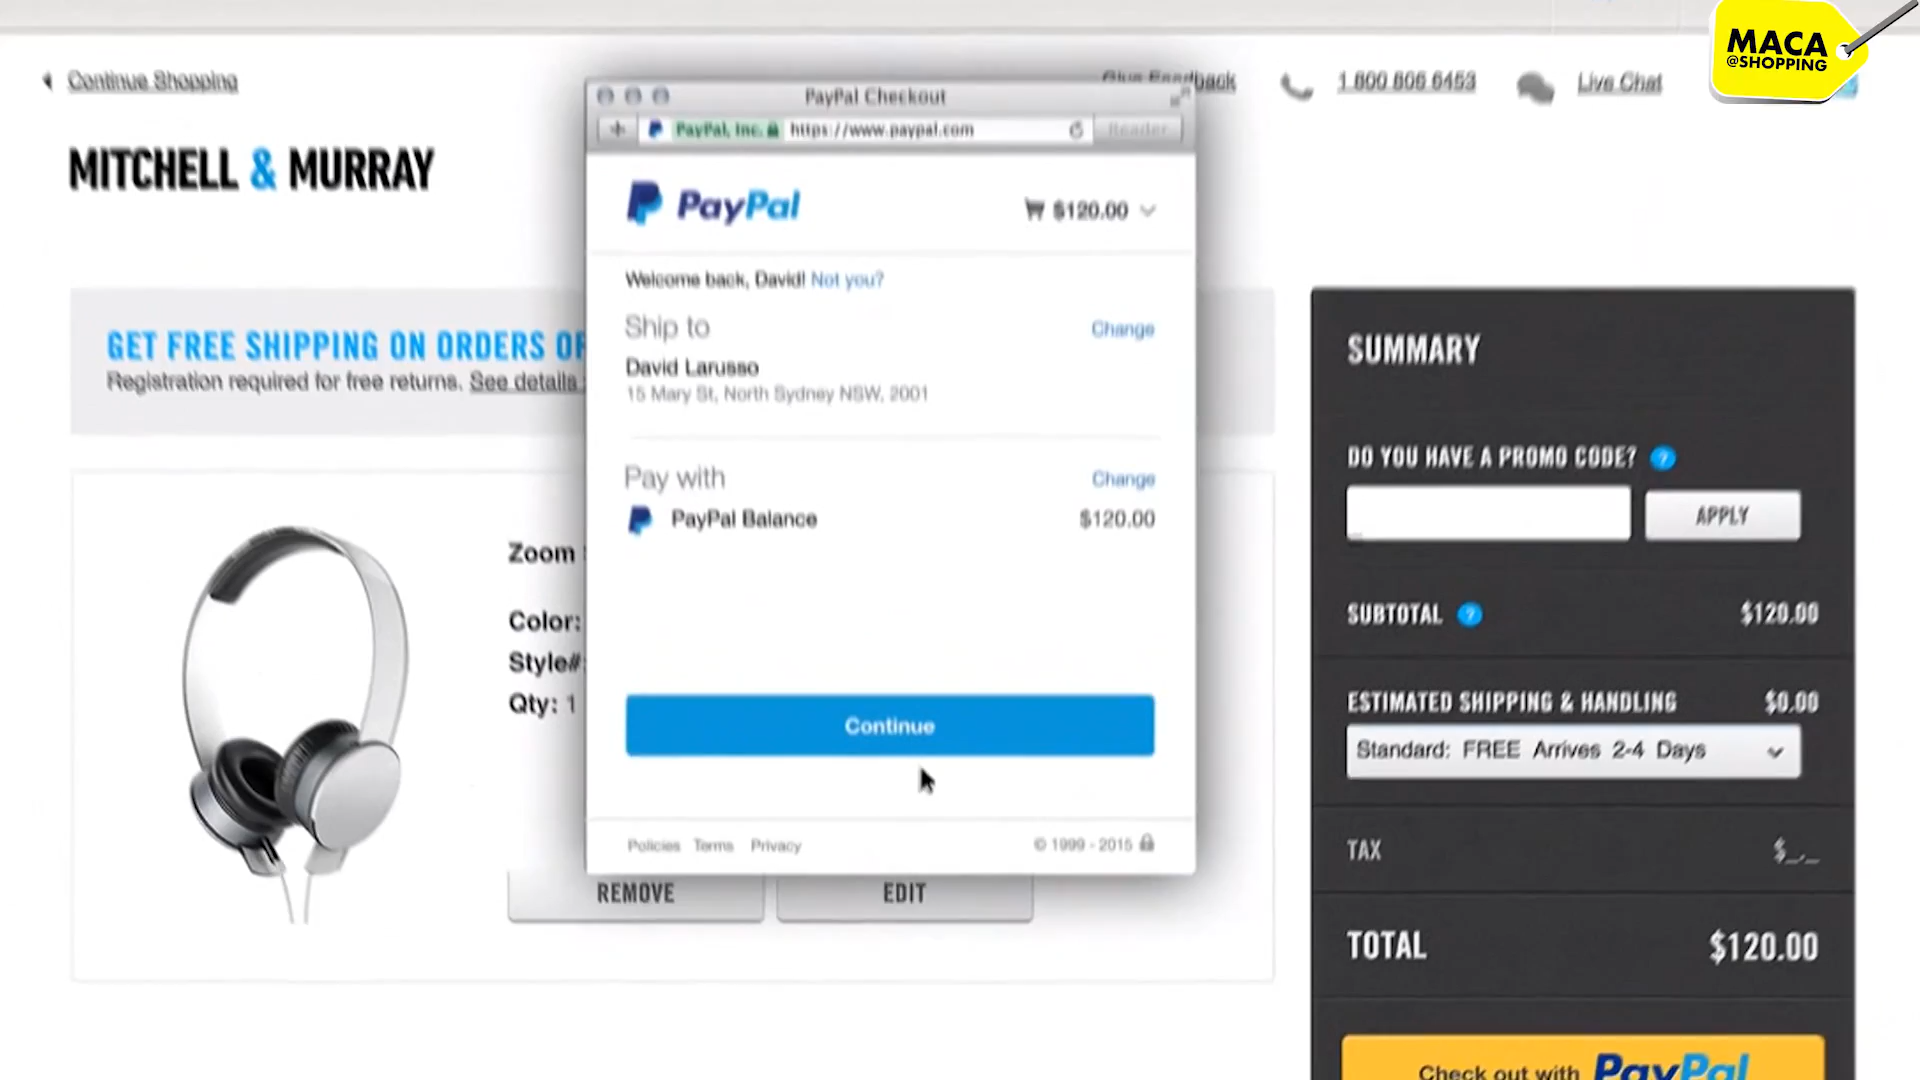 MACA
@SHOPPING
Continue Shopping
Give Feedback
1 800 806 6453
Live Chat
MITCHELL & MURRAY
PayPal Checkout
PayPal, Inc. https://www.paypal.com
Reader
PayPal
$120.00
Welcome back, David! Not you?
Ship to
Change
David Larusso
15 Mary St, North Sydney NSW, 2001
Pay with
Change
PayPal Balance
$120.00
Continue
Policies Terms Privacy
© 1999 - 2015
GET FREE SHIPPING ON ORDERS
Registration required for free returns. See details
Zoom
Color:
Style#
Qty: 1
REMOVE
EDIT
SUMMARY
DO YOU HAVE A PROMO CODE? ?
APPLY
SUBTOTAL ? $120.00
ESTIMATED SHIPPING & HANDLING $0.00
Standard: FREE Arrives 2-4 Days
TAX $_._
TOTAL $120.00
Check out with PayPal